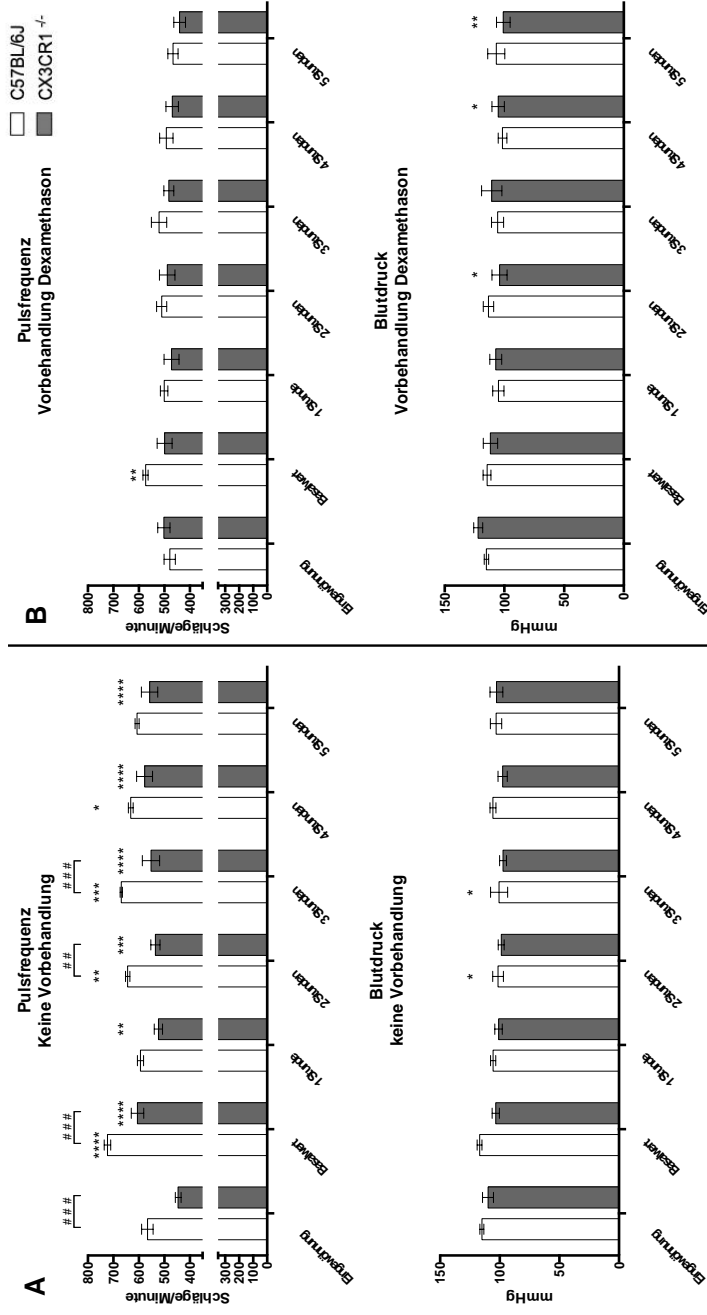 A
Pulsfrequenz
Keine Vorbehandlung
Schläge/Minute
800
700
600
500
400
300
200
100
0
###
****
###
****
**
**
##
***
***
###
****
*
****
****
Eingewöhnung
Basalwert
1 Stunde
2 Stunden
3 Stunden
4 Stunden
5 Stunden
Blutdruck
keine Vorbehandlung
mmHg
150
100
50
0
*
*
Eingewöhnung
Basalwert
1 Stunde
2 Stunden
3 Stunden
4 Stunden
5 Stunden
B
Pulsfrequenz
Vorbehandlung Dexamethason
C57BL/6J
CX3CR1 -/-
Schläge/Minute
800
700
600
500
400
300
200
100
0
**
Eingewöhnung
Basalwert
1 Stunde
2 Stunden
3 Stunden
4 Stunden
5 Stunden
Blutdruck
Vorbehandlung Dexamethason
mmHg
150
100
50
0
*
*
**
Eingewöhnung
Basalwert
1 Stunde
2 Stunden
3 Stunden
4 Stunden
5 Stunden